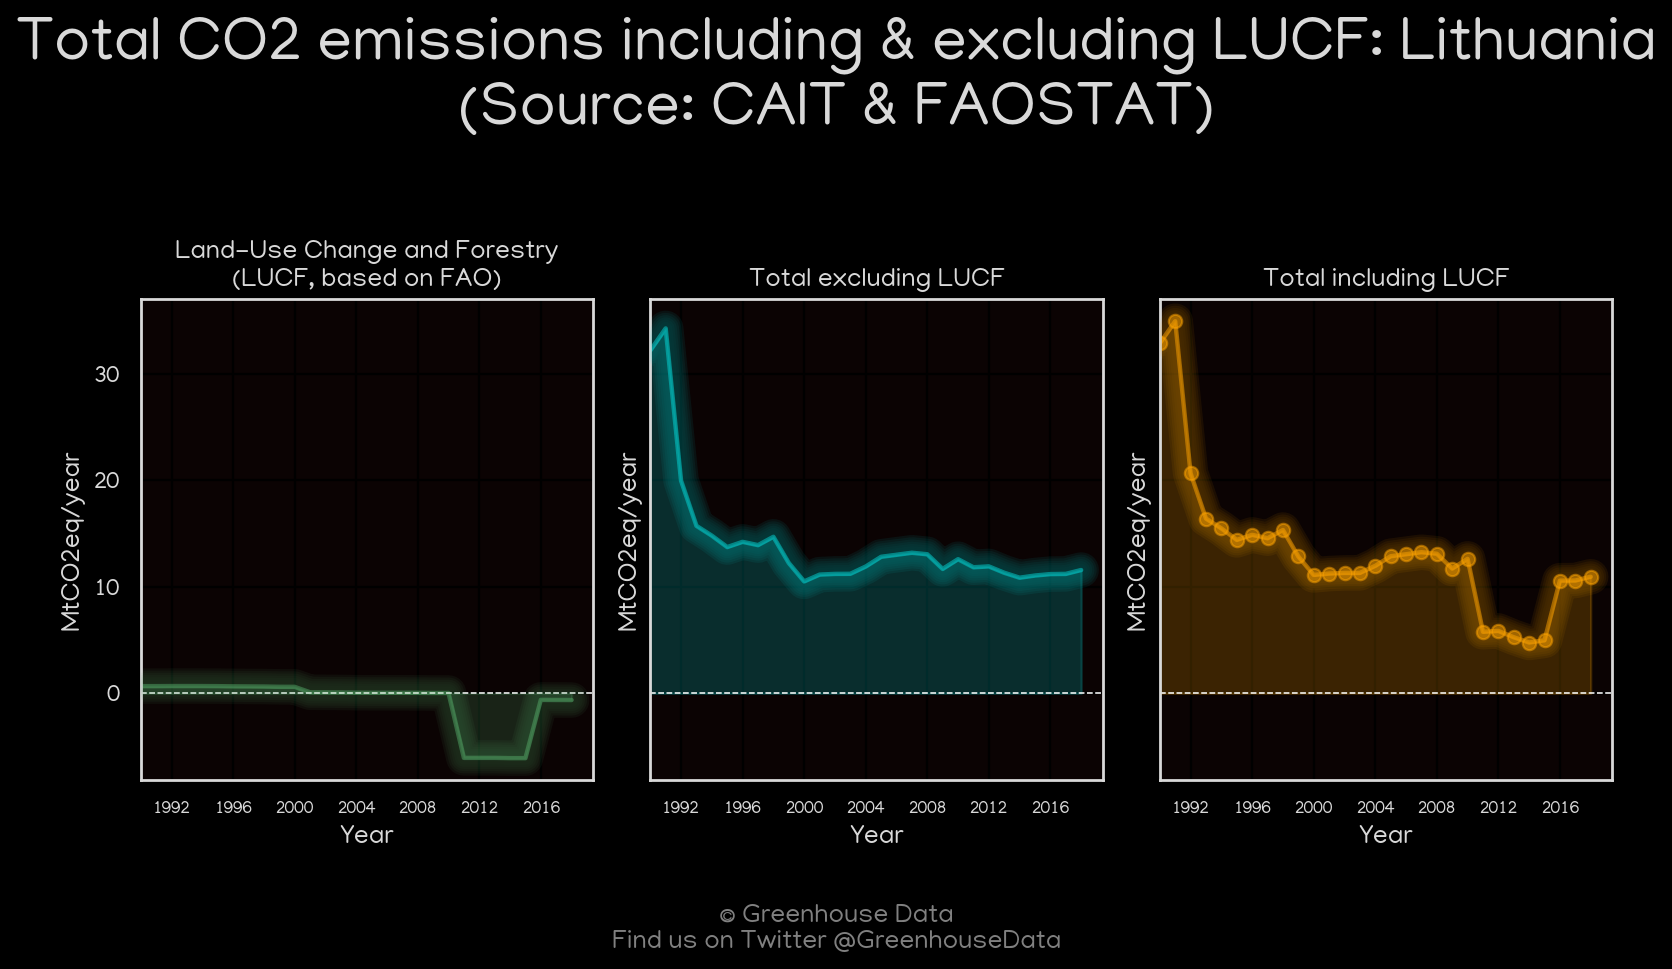 Total CO2 emissions including & excluding LUCF: Lithuania
(Source: CAIT & FAOSTAT)
Land-Use Change and Forestry
(LUCF, based on FAO)
Total excluding LUCF
Total including LUCF
MtCO2eq/year
30
20
10
0
MtCO2eq/year
MtCO2eq/year
1992 1996 2000 2004 2008 2012 2016
1992 1996 2000 2004 2008 2012 2016
1992 1996 2000 2004 2008 2012 2016
Year
Year
Year
© Greenhouse Data
Find us on Twitter @GreenhouseData